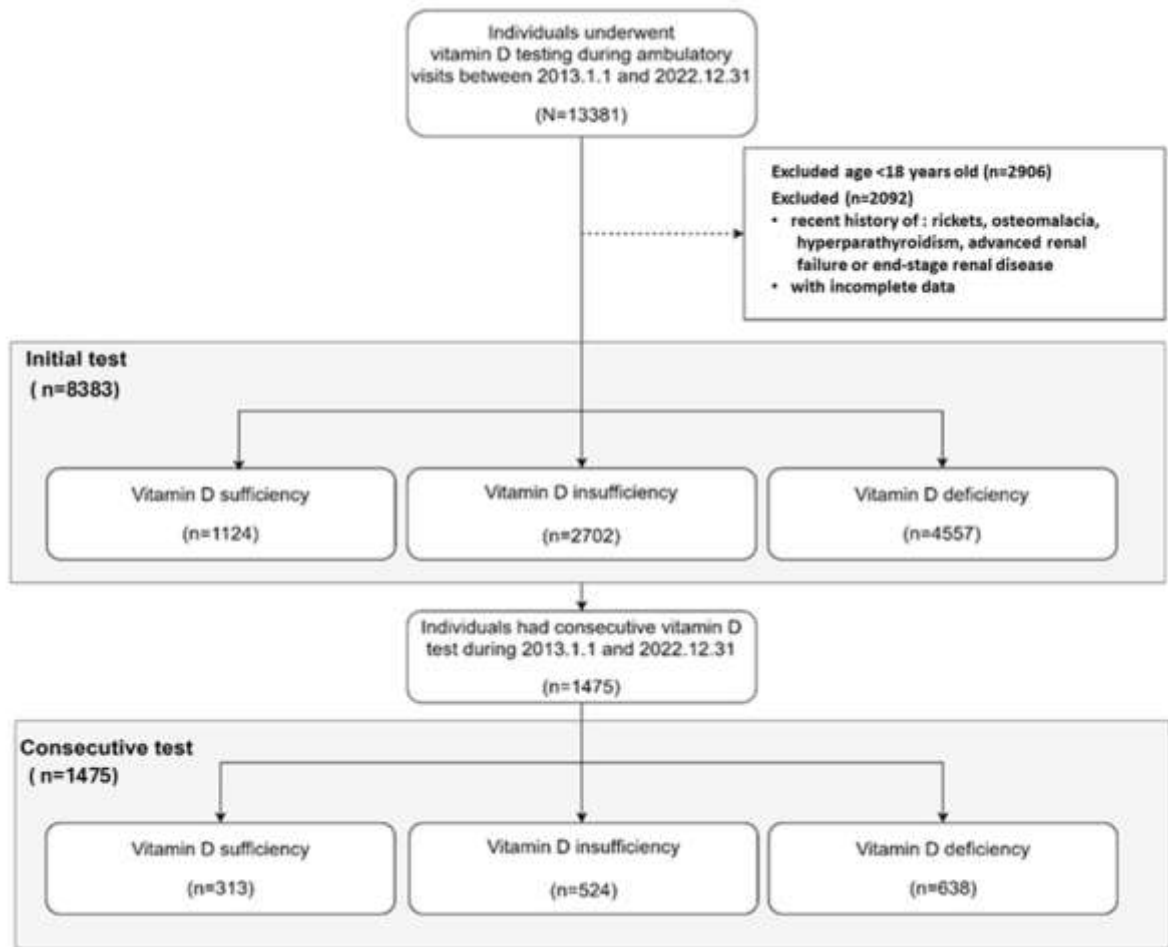 Individuals underwent
vitamin D testing during ambulatory
visits between 2013.1.1 and 2022.12.31
(N=13381)
Excluded age <18 years old (n=2906)
Excluded (n=2092)
• recent history of : rickets, osteomalacia,
hyperparathyroidism, advanced renal
failure or end-stage renal disease
• with incomplete data
Initial test
( n=8383)
Vitamin D sufficiency
(n=1124)
Vitamin D insufficiency
(n=2702)
Vitamin D deficiency
(n=4557)
Individuals had consecutive vitamin D
test during 2013.1.1 and 2022.12.31
(n=1475)
Consecutive test
( n=1475)
Vitamin D sufficiency
(n=313)
Vitamin D insufficiency
(n=524)
Vitamin D deficiency
(n=638)